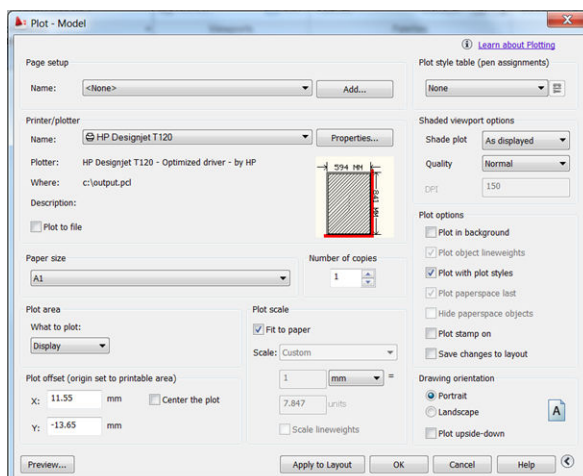 Plot - Model
Learn about Plotting
Page setup
Name: <None> Add...
Plot style table (pen assignments)
None
Printer/plotter
Name: HP Designjet T120 Properties...
Plotter: HP Designjet T120 - Optimized driver - by HP
Where: c:\output.pcl
Description:
Plot to file
594 MM
841 MM
Shaded viewport options
Shade plot As displayed
Quality Normal
DPI 150
Paper size
A1
Number of copies
1
Plot options
Plot in background
Plot object lineweights
Plot with plot styles
Plot paperspace last
Hide paperspace objects
Plot stamp on
Save changes to layout
Plot area
What to plot:
Display
Plot scale
Fit to paper
Scale: Custom
1 mm =
7.847 units
Scale lineweights
Plot offset (origin set to printable area)
X: 11.55 mm Center the plot
Y: -13.65 mm
Drawing orientation
Portrait
Landscape
Plot upside-down
A
Preview... Apply to Layout OK Cancel Help